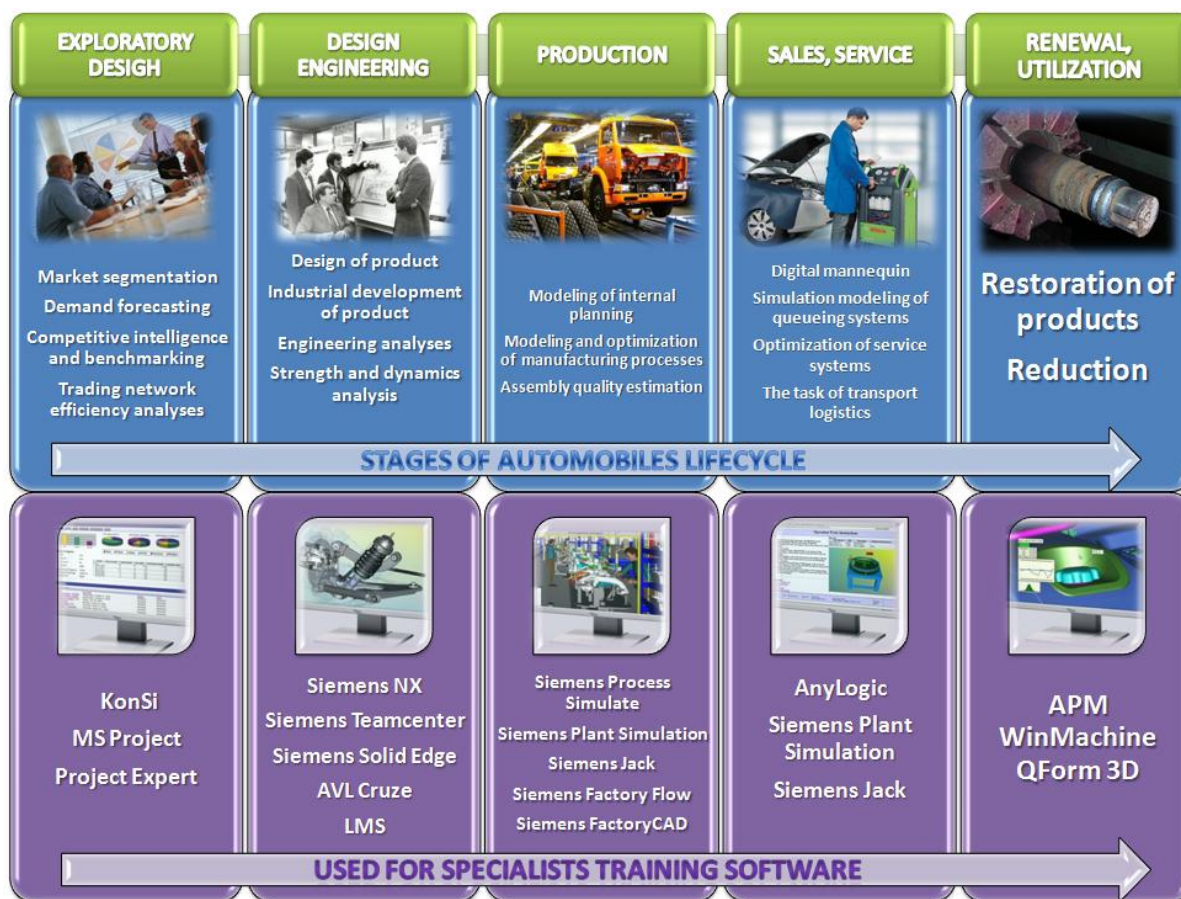 EXPLORATORY
DESIGH
DESIGN
ENGINEERING
PRODUCTION
SALES, SERVICE
RENEWAL,
UTILIZATION
Market segmentation
Demand forecasting
Competitive intelligence
and benchmarking
Trading network
efficiency analyses
Design of product
Industrial development
of product
Engineering analyses
Strength and dynamics
analysis
Modeling of internal
planning
Modeling and optimization
of manufacturing processes
Assembly quality estimation
Digital mannequin
Simulation modeling of
queueing systems
Optimization of service
systems
The task of transport
logistics
Restoration of
products
Reduction
STAGES OF AUTOMOBILES LIFECYCLE
KonSi
MS Project
Project Expert
Siemens NX
Siemens Teamcenter
Siemens Solid Edge
AVL Cruze
LMS
Siemens Process
Simulate
Siemens Plant Simulation
Siemens Jack
Siemens Factory Flow
Siemens FactoryCAD
AnyLogic
Siemens Plant
Simulation
Siemens Jack
APM
WinMachine
QForm 3D
USED FOR SPECIALISTS TRAINING SOFTWARE